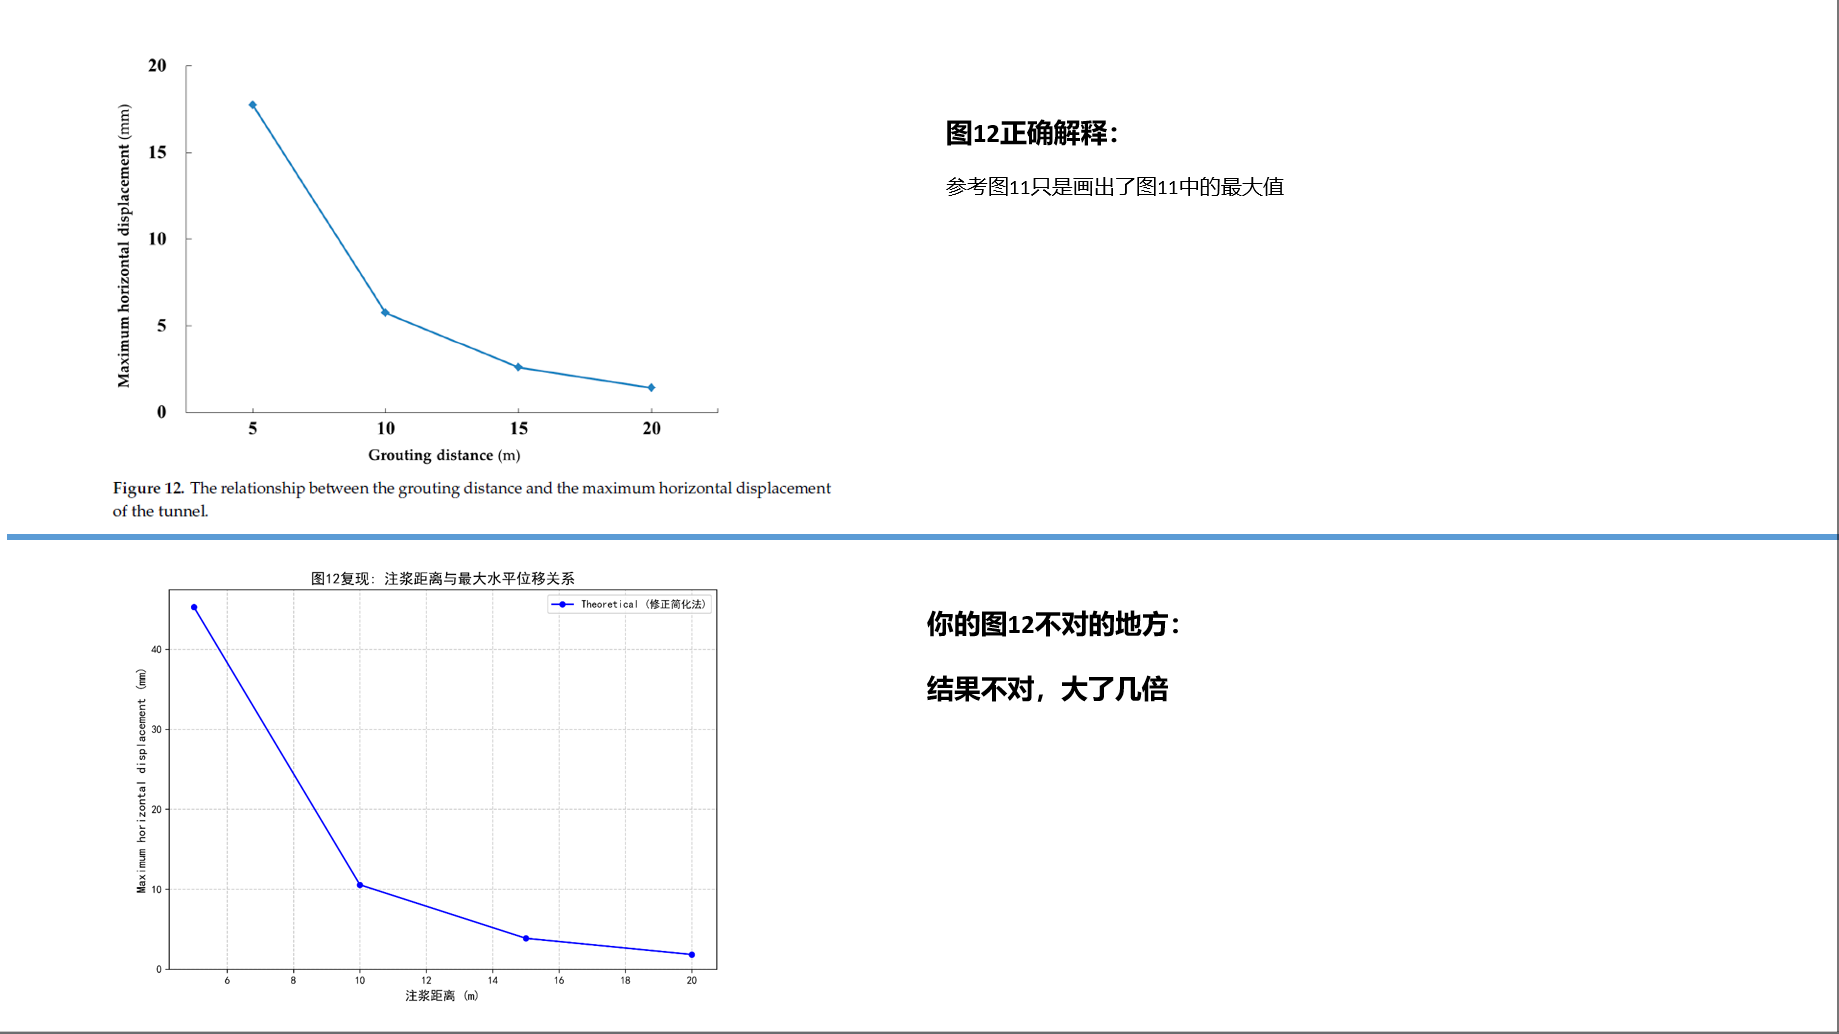 20
15
10
5
0
Maximum horizontal displacement (mm)
5 10 15 20
Grouting distance (m)
Figure 12. The relationship between the grouting distance and the maximum horizontal displacement
of the tunnel.
图12正确解释：
参考图11只是画出了图11中的最大值
图12复现：注浆距离与最大水平位移关系
Theoretical (修正简化法)
40
30
20
10
0
Maximum horizontal displacement (mm)
6 8 10 12 14 16 18 20
注浆距离 (m)
你的图12不对的地方：
结果不对，大了几倍